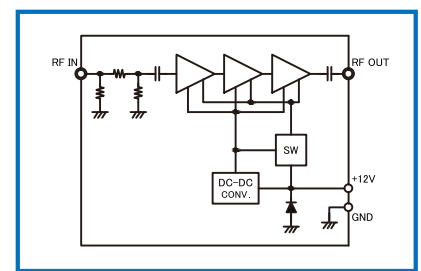 RF IN
RF OUT
SW
DC-DC
CONV.
+12V
GND